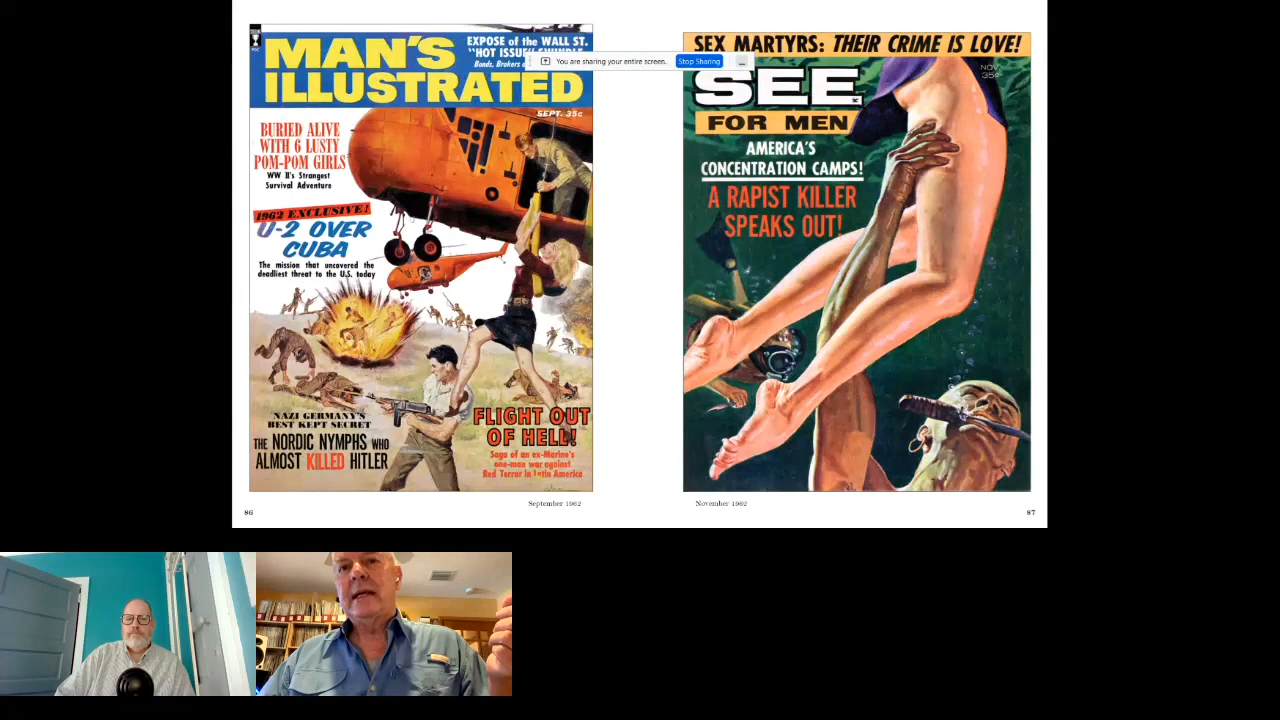 MAN'S
ILLUSTRATED
EXPOSE of the WALL ST.
"HOT ISSUE" SWINDLE
Bonds, Brokers
SEPT. 35c
BURIED ALIVE
WITH 6 LUSTY
POM-POM GIRLS
WW II's Strangest
Survival Adventure
1962 EXCLUSIVE!
U-2 OVER
CUBA
The mission that uncovered the
deadliest threat to the U.S. today
NAZI GERMANY'S
BEST KEPT SECRET
THE NORDIC NYMPHS WHO
ALMOST KILLED HITLER
FLIGHT OUT
OF HELL!
Saga of an ex-Marine's
one-man war against
Red Terror in Latin America
September 1962
86
You are sharing your entire screen.
Stop Sharing
SEX MARTYRS: THEIR CRIME IS LOVE!
SEE
FOR MEN
NOV.
35c
AMERICA'S
CONCENTRATION CAMPS!
A RAPIST KILLER
SPEAKS OUT!
November 1962
87